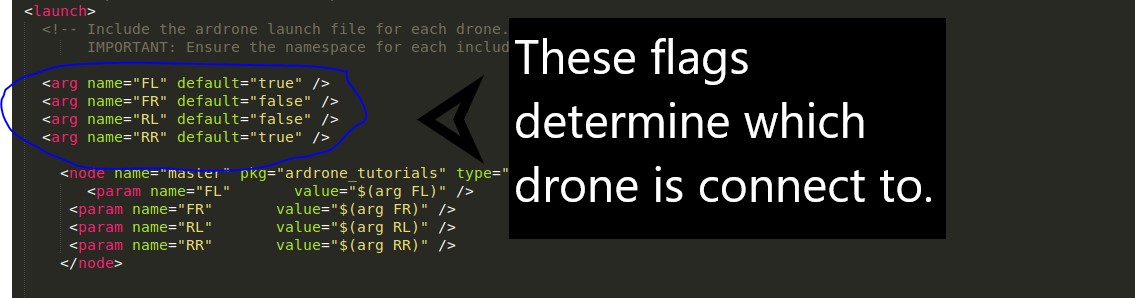 <launch>
<!-- Include the ardrone launch file for each drone.
IMPORTANT: Ensure the namespace for each includ
<arg name="FL" default="true" />
<arg name="FR" default="false" />
<arg name="RL" default="false" />
<arg name="RR" default="true" />
<node name="master" pkg="ardrone_tutorials" type="
<param name="FL" value="$(arg FL)" />
<param name="FR" value="$(arg FR)" />
<param name="RL" value="$(arg RL)" />
<param name="RR" value="$(arg RR)" />
</node>
These flags
determine which
drone is connect to.